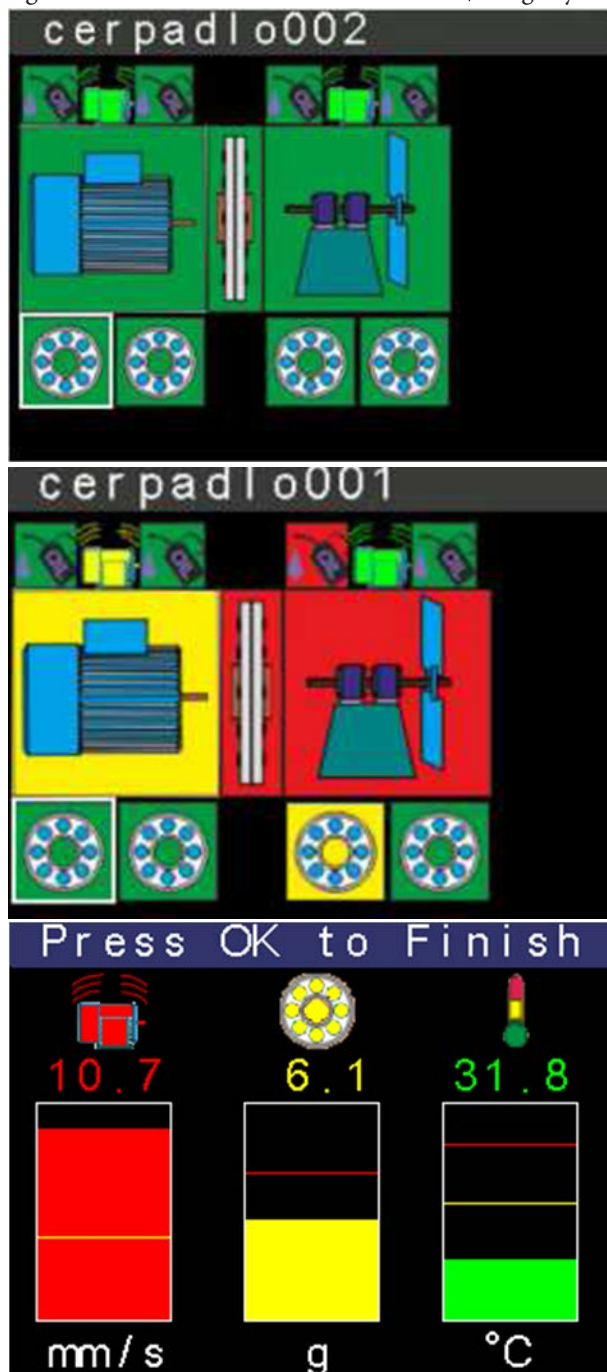 cerpadlo002
cerpadlo001
Press OK to Finish
10.7 6.1 31.8
mm/s g °C